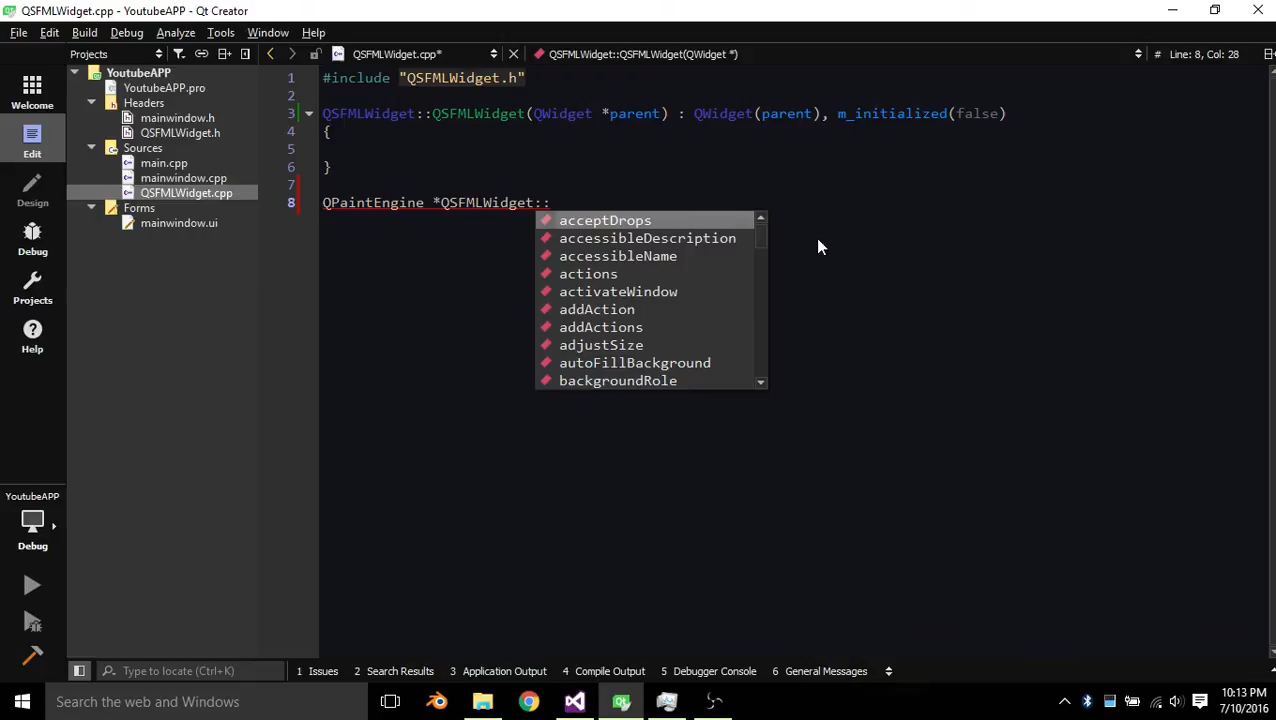 QSFMLWidget.cpp - YoutubeAPP - Qt Creator
File Edit Build Debug Analyze Tools Window Help
Projects QSFMLWidget.cpp* QSFMLWidget::QSFMLWidget(QWidget *) # Line: 8, Col: 28
Welcome
Edit
Design
Debug
Projects
Help
YoutubeAPP
Debug
YoutubeAPP
YoutubeAPP.pro
Headers
mainwindow.h
QSFMLWidget.h
Sources
main.cpp
mainwindow.cpp
QSFMLWidget.cpp
Forms
mainwindow.ui
1 #include "QSFMLWidget.h"
2
3 QSFMLWidget::QSFMLWidget(QWidget *parent) : QWidget(parent), m_initialized(false)
4 {
5
6 }
7
8 QPaintEngine *QSFMLWidget::
acceptDrops
accessibleDescription
accessibleName
actions
activateWindow
addAction
addActions
adjustSize
autoFillBackground
backgroundRole
Type to locate (Ctrl+K) 1 Issues 2 Search Results 3 Application Output 4 Compile Output 5 Debugger Console 6 General Messages
Search the web and Windows
10:13 PM
7/10/2016